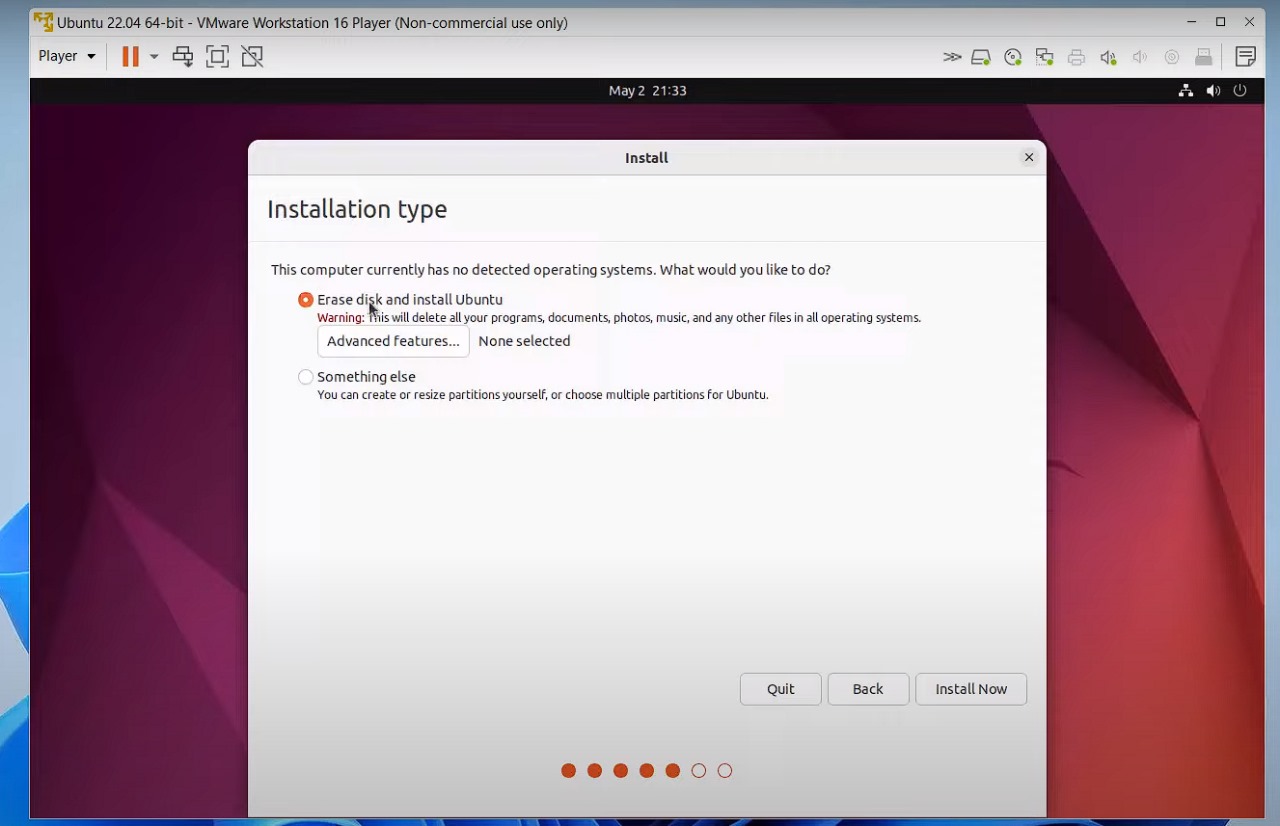 Ubuntu 22.04 64-bit - VMware Workstation 16 Player (Non-commercial use only)
Player
May 2 21:33
Install
Installation type
This computer currently has no detected operating systems. What would you like to do?
Erase disk and install Ubuntu
Warning: This will delete all your programs, documents, photos, music, and any other files in all operating systems.
Advanced features... None selected
Something else
You can create or resize partitions yourself, or choose multiple partitions for Ubuntu.
Quit Back Install Now